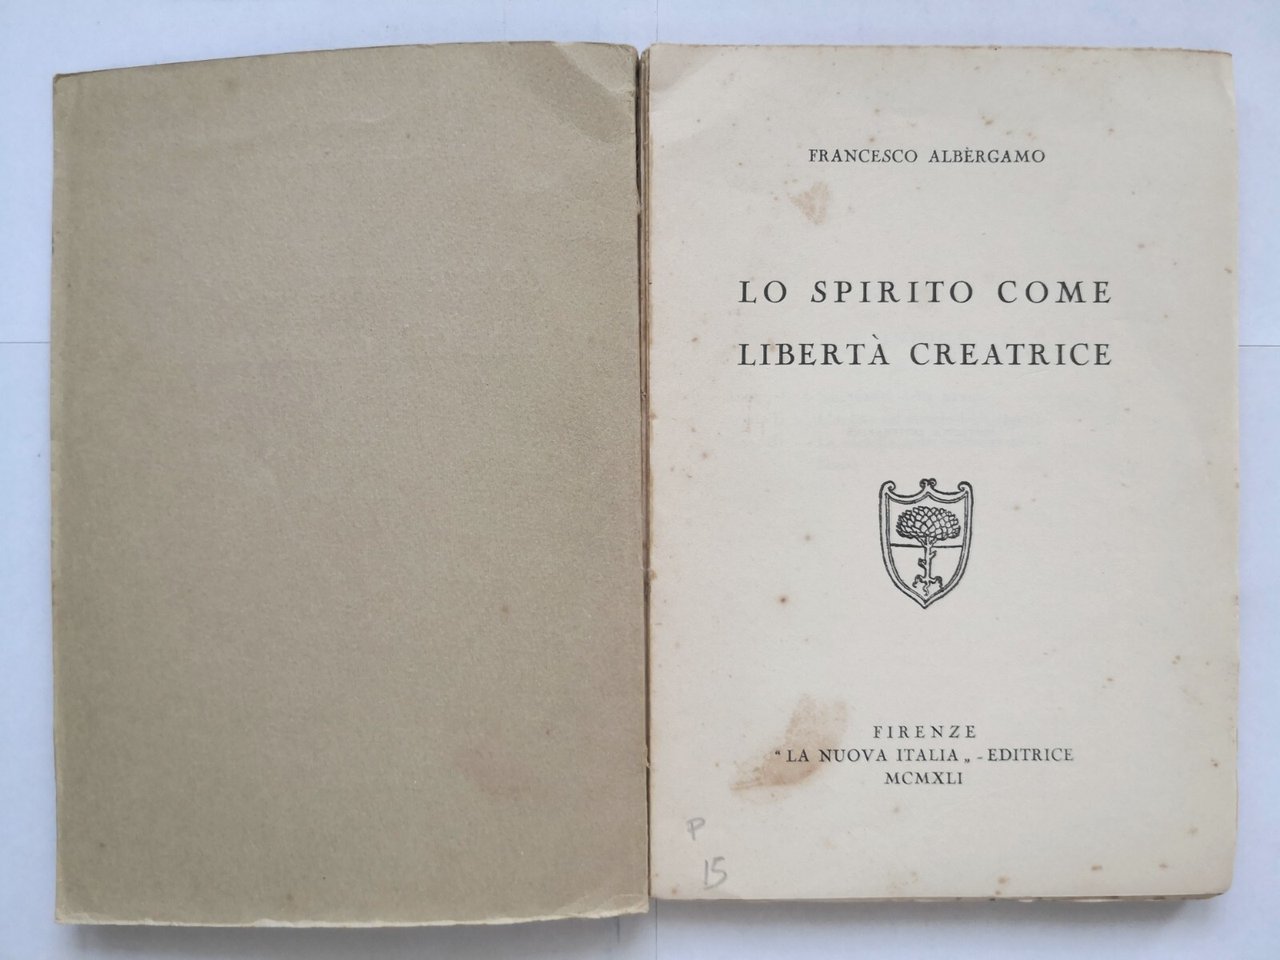 FRANCESCO ALBÈRGAMO
LO SPIRITO COME
LIBERTÀ CREATRICE
FIRENZE
“LA NUOVA ITALIA„ - EDITRICE
MCMXLI
P
15